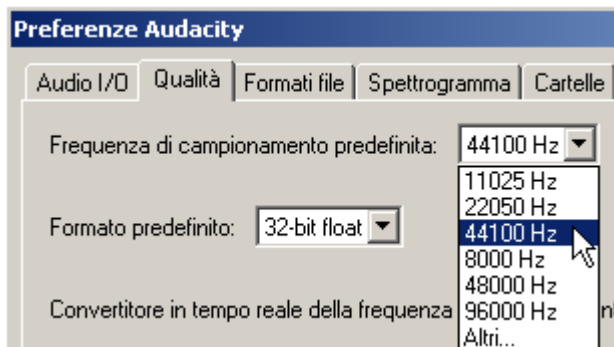 Preferenze Audacity
Audio I/O Qualità Formati file Spettrogramma Cartelle
Frequenza di campionamento predefinita: 44100 Hz
11025 Hz
22050 Hz
Formato predefinito: 32-bit float 44100 Hz
8000 Hz
48000 Hz
Convertitore in tempo reale della frequenza 96000 Hz
Altri...